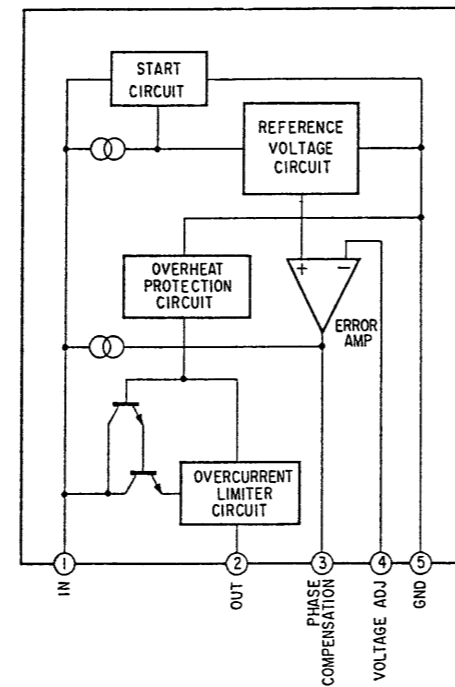 START
CIRCUIT
REFERENCE
VOLTAGE
CIRCUIT
OVERHEAT
PROTECTION
CIRCUIT
+
−
ERROR
AMP
OVERCURRENT
LIMITER
CIRCUIT
1
2
3
4
5
IN
OUT
PHASE
COMPENSATION
VOLTAGE ADJ
GND